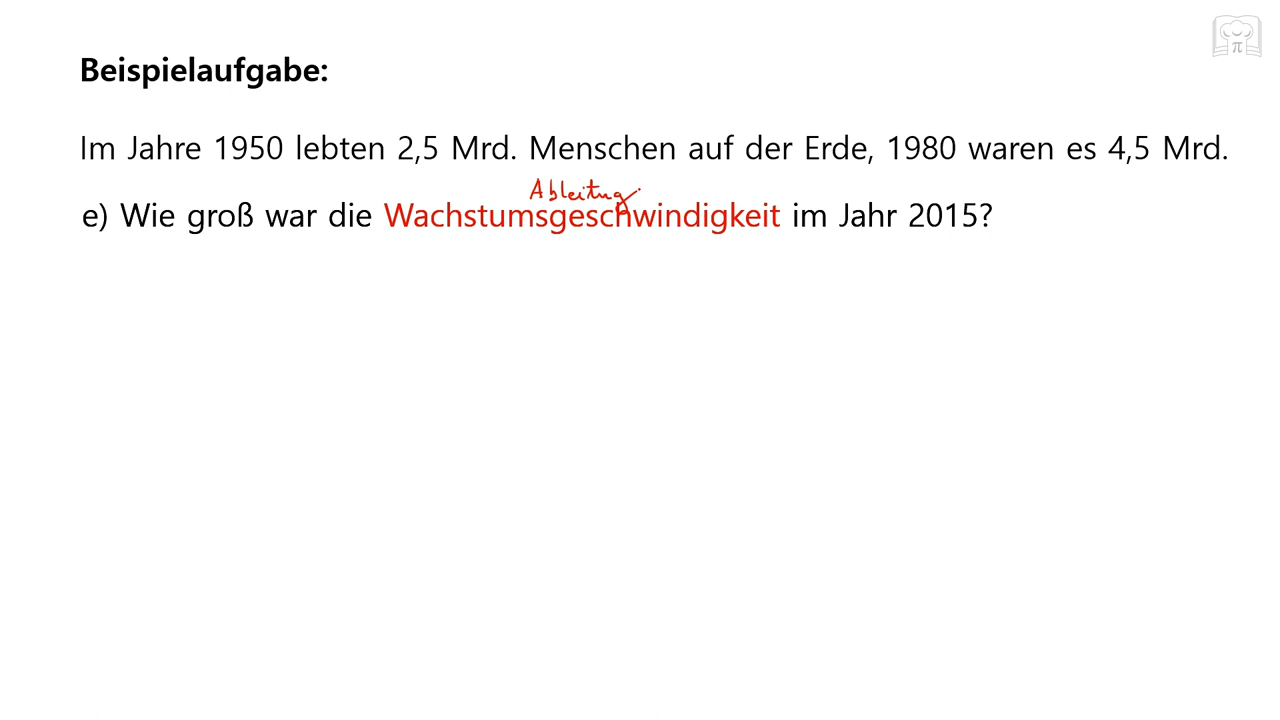 Beispielaufgabe:
Im Jahre 1950 lebten 2,5 Mrd. Menschen auf der Erde, 1980 waren es 4,5 Mrd.
Ableitung
e) Wie groß war die Wachstumsgeschwindigkeit im Jahr 2015?
π